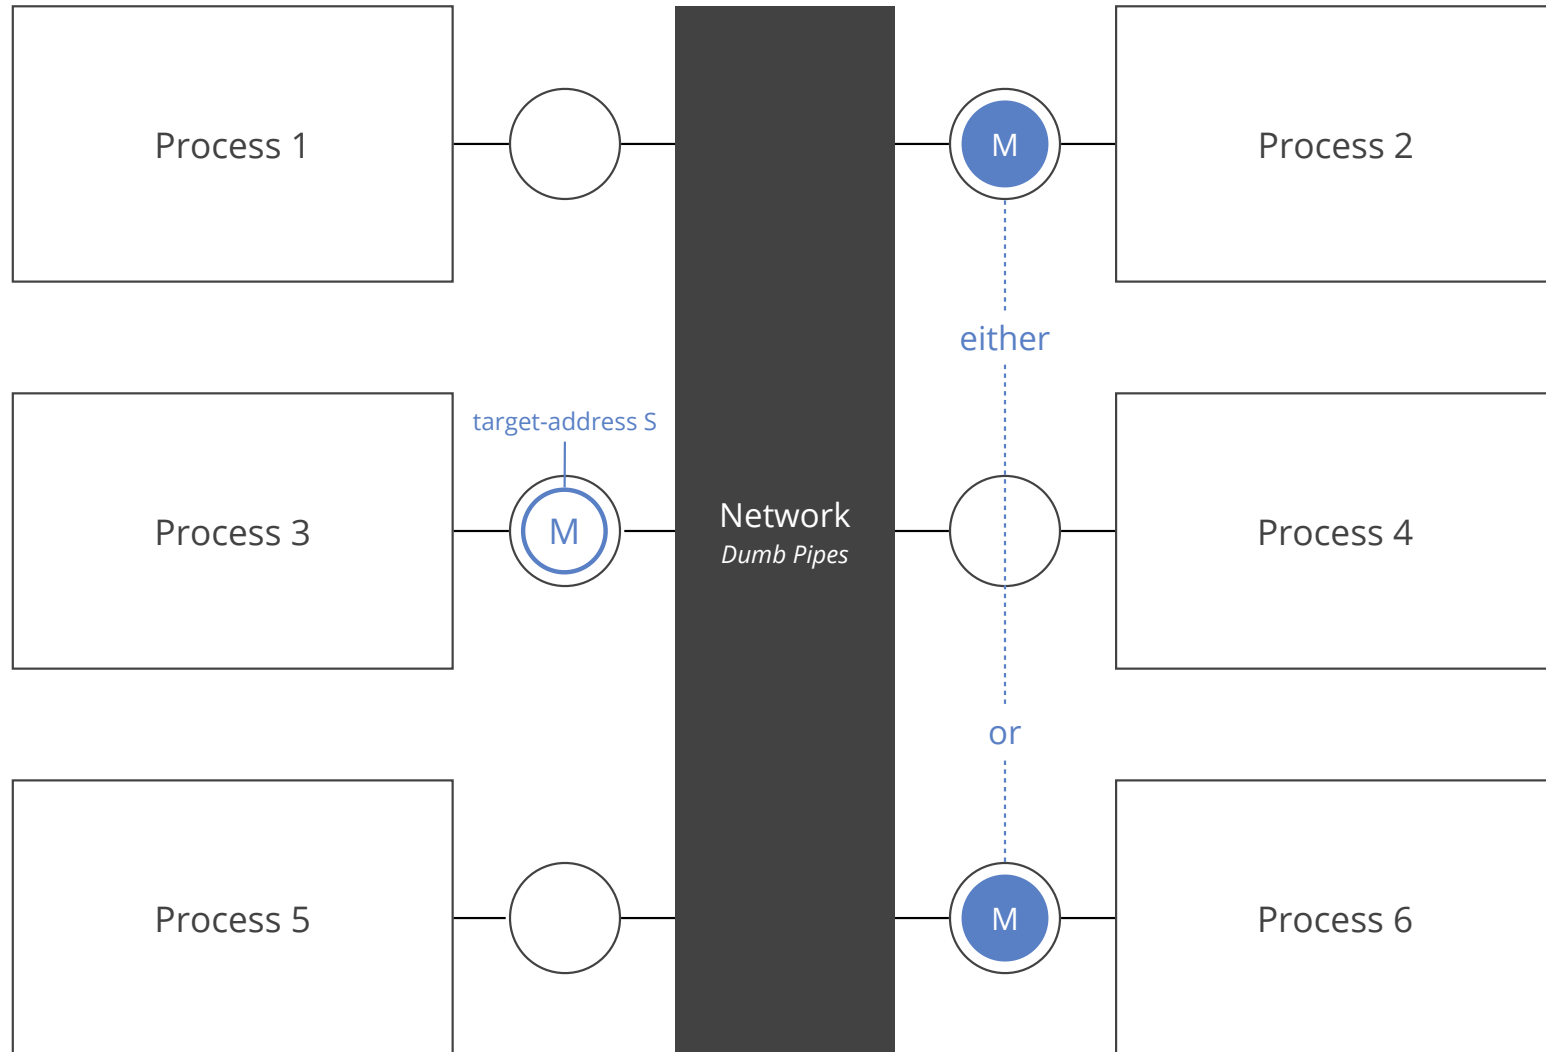 Process 1
M
Process 2
either
target-address S
Process 3
M
Network
Dumb Pipes
Process 4
or
Process 5
M
Process 6